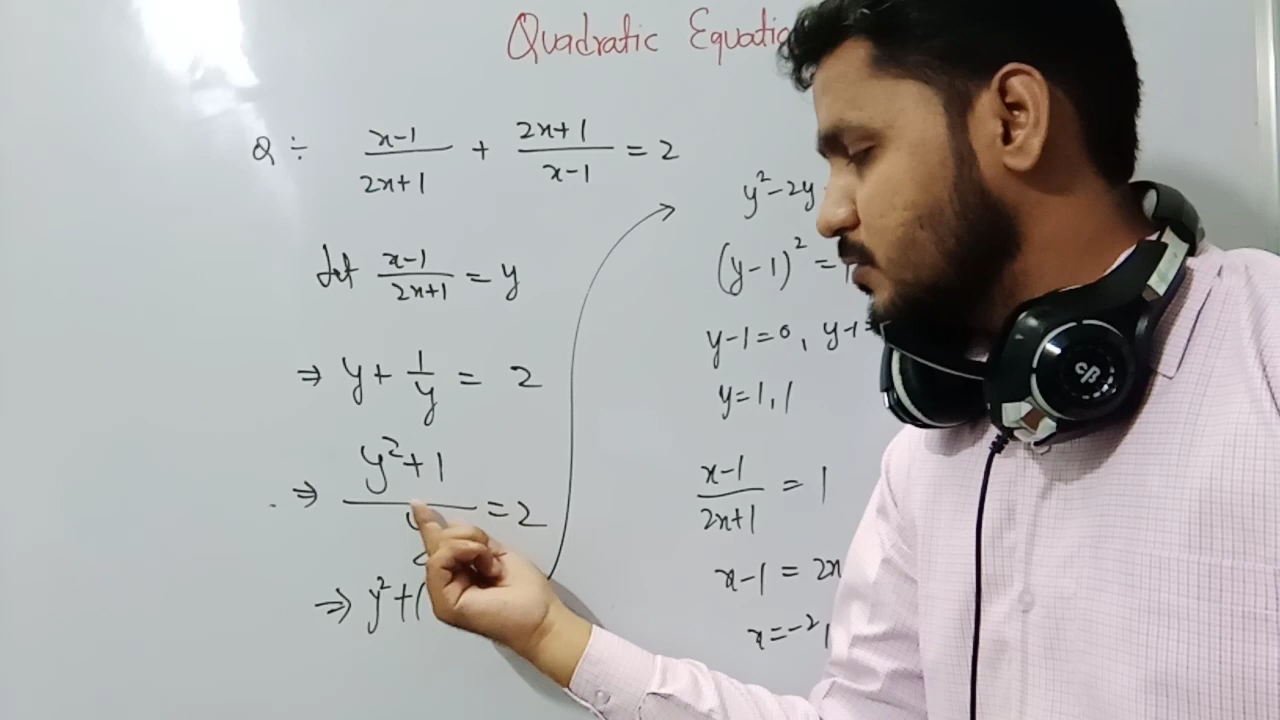 Quadratic Equatio
Q ÷ x-1/2x+1 + 2x+1/x-1 = 2
let x-1/2x+1 = y
⇒ y + 1/y = 2
⇒ y²+1/y = 2
⇒ y²+1
y²-2y
(y-1)² =
y-1=0, y-1=
y=1,1
x-1/2x+1 = 1
x-1 = 2x
x=-2,
cβ